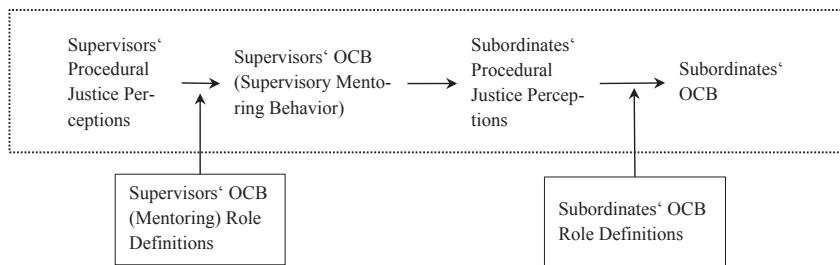 Supervisors‘
Procedural
Justice Per-
ceptions
Supervisors‘ OCB
(Supervisory Mento-
ring Behavior)
Subordinates‘
Procedural
Justice Percep-
tions
Subordinates‘
OCB
Supervisors‘ OCB
(Mentoring) Role
Definitions
Subordinates‘ OCB
Role Definitions